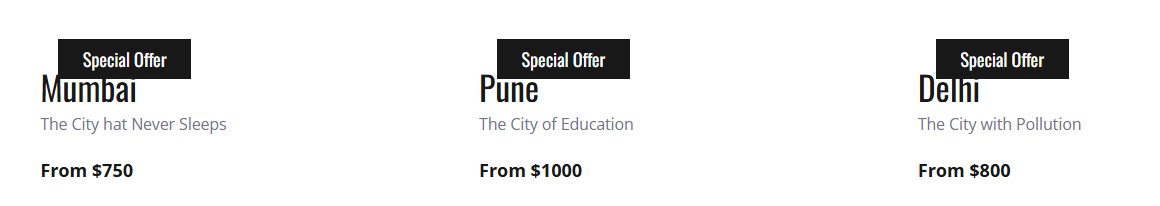 Special Offer
Mumbai
The City hat Never Sleeps
From $750
Special Offer
Pune
The City of Education
From $1000
Special Offer
Delhi
The City with Pollution
From $800